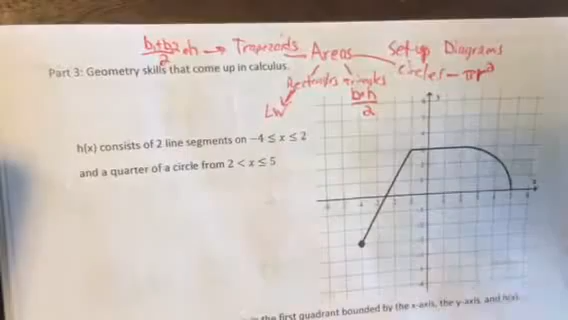 b1+b2/2 ·h → Trapezoids Areas Set-up Diagrams
Part 3: Geometry skills that come up in calculus.
Circles - πr²
Rectangles Triangles
LW
b·h/2
h(x) consists of 2 line segments on −4 ≤ x ≤ 2
and a quarter of a circle from 2 < x ≤ 5
the first quadrant bounded by the x-axis, the y-axis, and h(x).